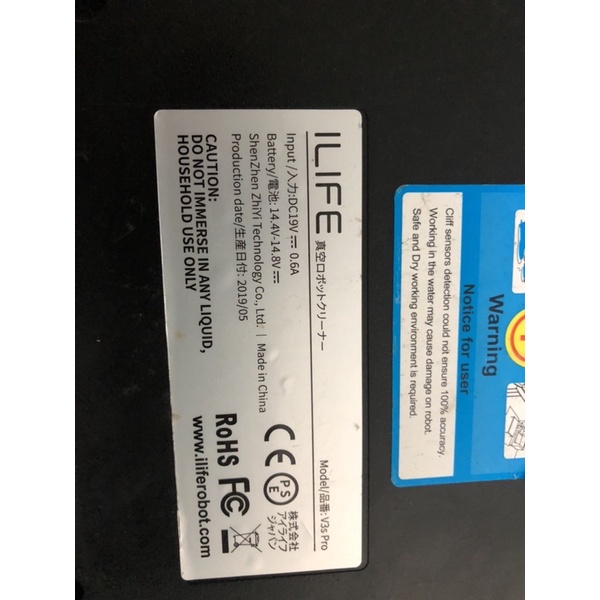 ILIFE 真空ロボットクリーナー
Model/品番: V3s Pro
Input /入力:DC19V ⎓ 0.6A
Battery/電池: 14.4V-14.8V⎓
ShenZhen ZhiYi Technology Co., Ltd. | Made in China
Production date/生産日付: 2019/05
CAUTION:
DO NOT IMMERSE IN ANY LIQUID,
HOUSEHOLD USE ONLY
CE
PS
E
株式会社
アイライフ
ジャパン
RoHS FC
www.iliferobot.com
Warning
Notice for user
Cliff sensors detection could not ensure 100% accuracy.
Working in the water may cause damage on robot.
Safe and Dry working environments.